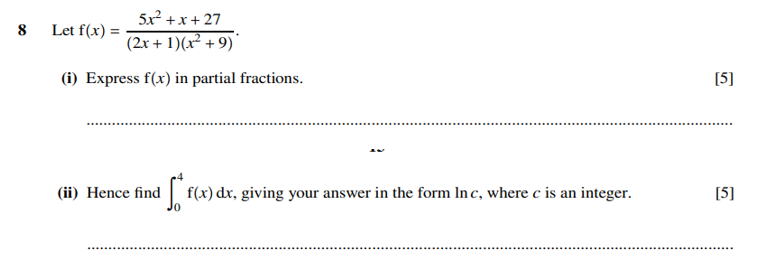 8 Let f(x) = \frac{5x^2 + x + 27}{(2x + 1)(x^2 + 9)}.
(i) Express f(x) in partial fractions. [5]
(ii) Hence find \int_0^4 f(x) dx, giving your answer in the form ln c, where c is an integer. [5]